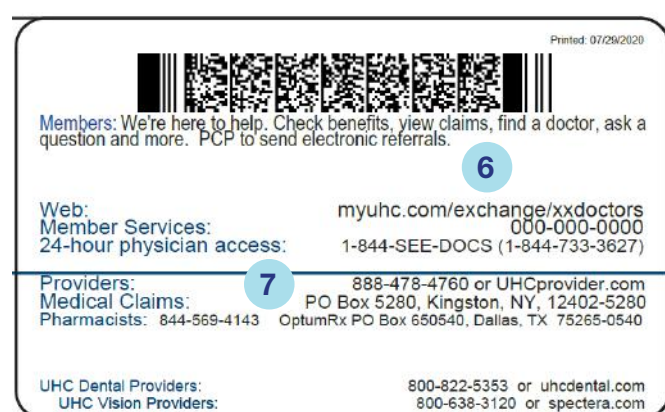 Printed: 07/29/2020
Members: We're here to help. Check benefits, view claims, find a doctor, ask a
question and more. PCP to send electronic referrals.
6
Web: myuhc.com/exchange/xxdoctors
Member Services: 000-000-0000
24-hour physician access: 1-844-SEE-DOCS (1-844-733-3627)
Providers: 7 888-478-4760 or UHCprovider.com
Medical Claims: PO Box 5280, Kingston, NY, 12402-5280
Pharmacists: 844-569-4143 OptumRx PO Box 650540, Dallas, TX 75265-0540
UHC Dental Providers: 800-822-5353 or uhcdental.com
UHC Vision Providers: 800-638-3120 or spectera.com